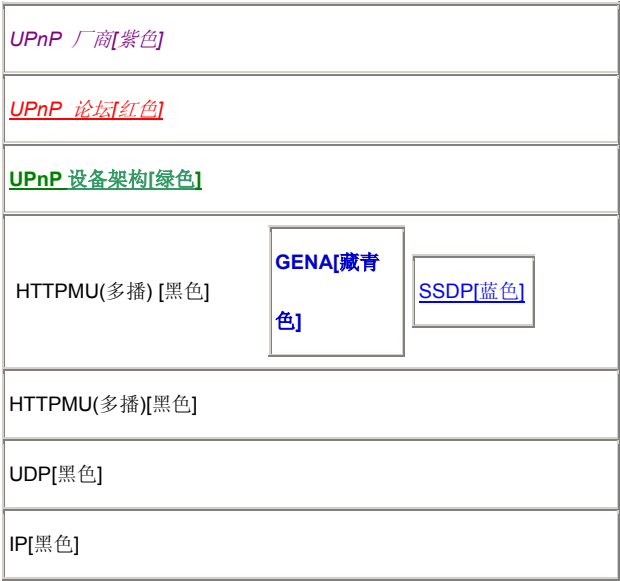 UPnP 厂商[紫色]
UPnP 论坛[红色]
UPnP 设备架构[绿色]
HTTPMU(多播) [黑色]
GENA[藏青
色]
SSDP[蓝色]
HTTPMU(多播)[黑色]
UDP[黑色]
IP[黑色]